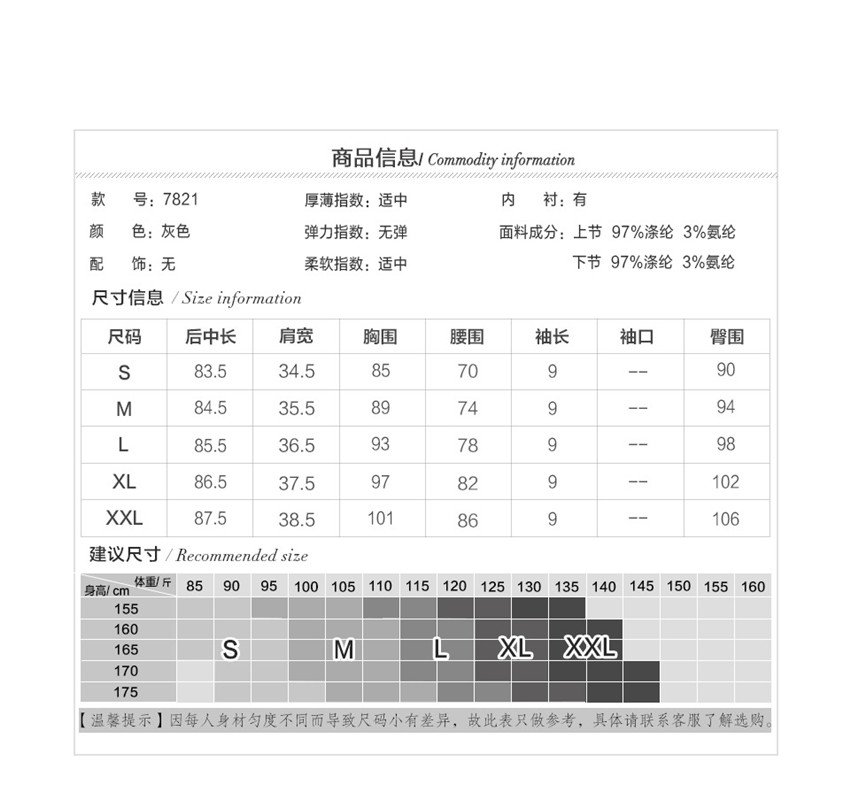 商品信息/ Commodity information
款 号：7821 厚薄指数：适中 内 衬：有
颜 色：灰色 弹力指数：无弹 面料成分：上节 97%涤纶 3%氨纶
配 饰：无 柔软指数：适中 下节 97%涤纶 3%氨纶
尺寸信息 / Size information
尺码 后中长 肩宽 胸围 腰围 袖长 袖口 臀围
S 83.5 34.5 85 70 9 -- 90
M 84.5 35.5 89 74 9 -- 94
L 85.5 36.5 93 78 9 -- 98
XL 86.5 37.5 97 82 9 -- 102
XXL 87.5 38.5 101 86 9 -- 106
建议尺寸 / Recommended size
身高/ cm 体重/ 斤 85 90 95 100 105 110 115 120 125 130 135 140 145 150 155 160
155
160
165 S M L XL XXL
170
175
【温馨提示】因每人身材匀度不同而导致尺码小有差异，故此表只做参考，具体请联系客服了解选购。